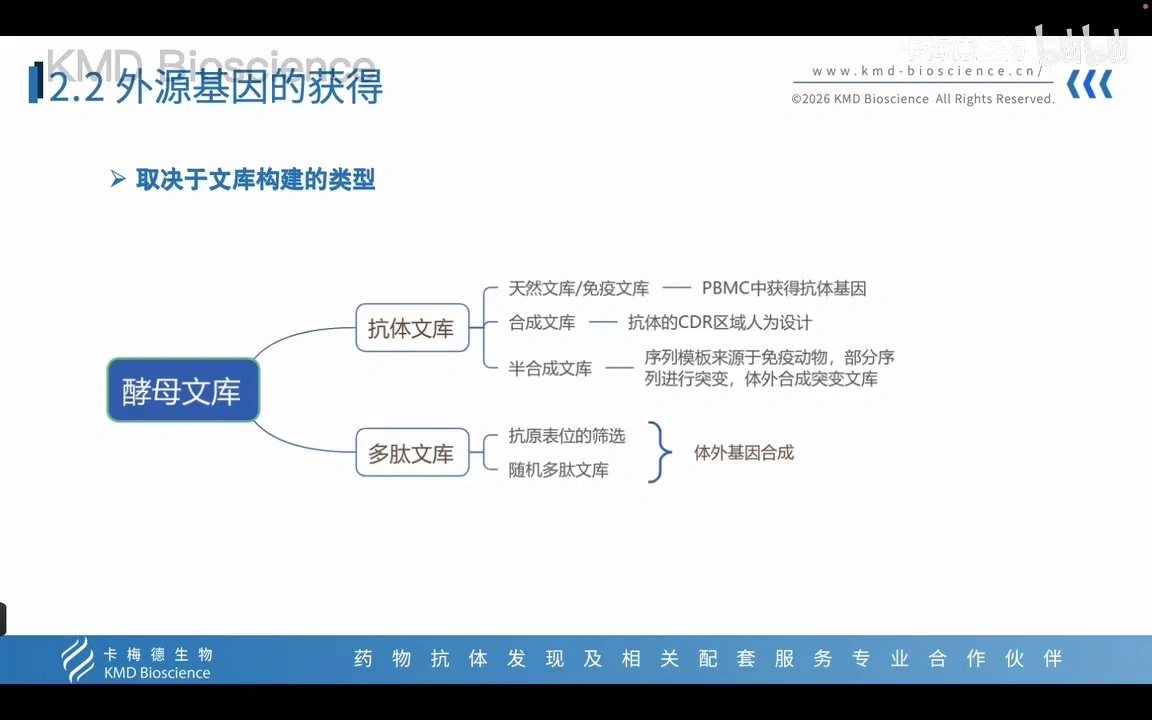 KMD Bioscience
2.2 外源基因的获得
www.kmd-bioscience.cn/
©2026 KMD Bioscience All Rights Reserved.
取决于文库构建的类型
酵母文库
抗体文库
天然文库/免疫文库
PBMC中获得抗体基因
合成文库
抗体的CDR区域人为设计
半合成文库
序列模板来源于免疫动物，部分序
列进行突变，体外合成突变文库
多肽文库
抗原表位的筛选
随机多肽文库
体外基因合成
卡梅德生物
KMD Bioscience
药物抗体发现及相关配套服务专业合作伙伴